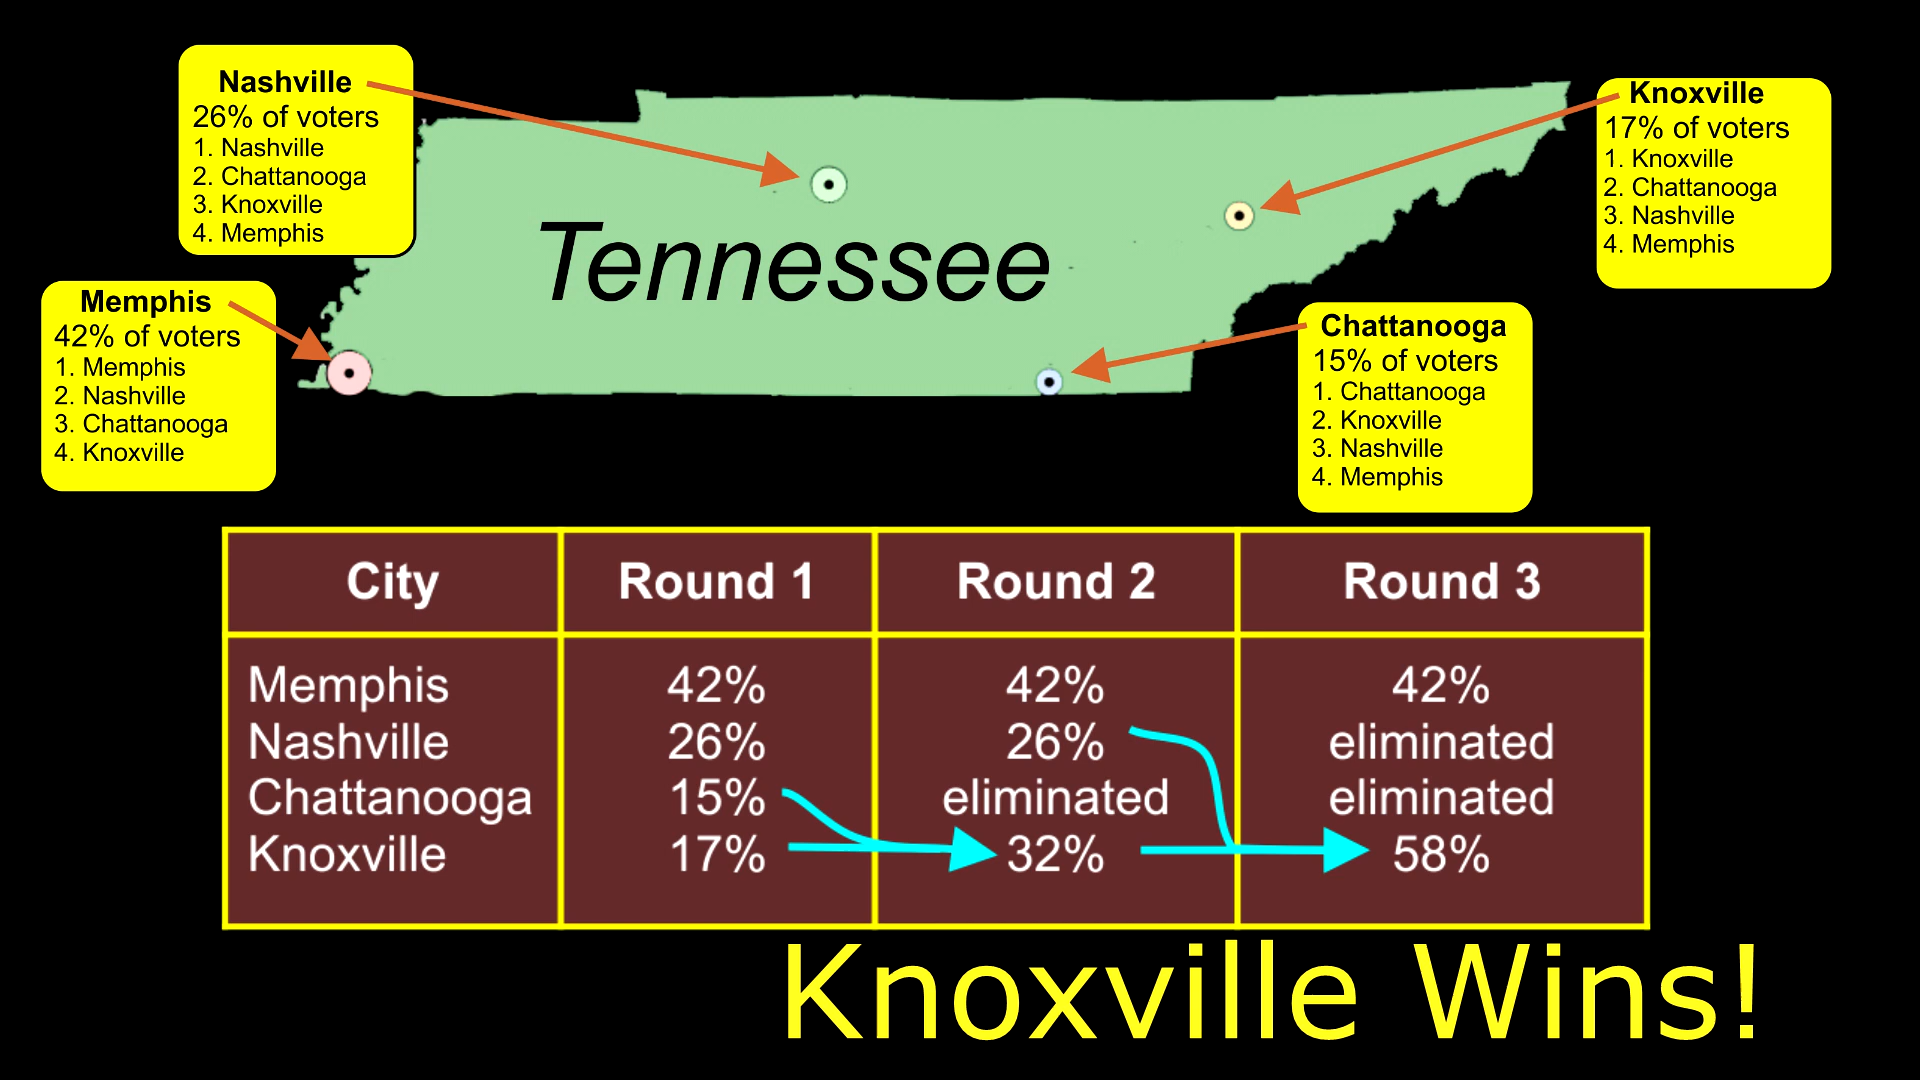 Nashville
26% of voters
1. Nashville
2. Chattanooga
3. Knoxville
4. Memphis
Knoxville
17% of voters
1. Knoxville
2. Chattanooga
3. Nashville
4. Memphis
Tennessee
Memphis
42% of voters
1. Memphis
2. Nashville
3. Chattanooga
4. Knoxville
Chattanooga
15% of voters
1. Chattanooga
2. Knoxville
3. Nashville
4. Memphis
City Round 1 Round 2 Round 3
Memphis 42% 42% 42%
Nashville 26% 26% eliminated
Chattanooga 15% eliminated eliminated
Knoxville 17% 32% 58%
Knoxville Wins!